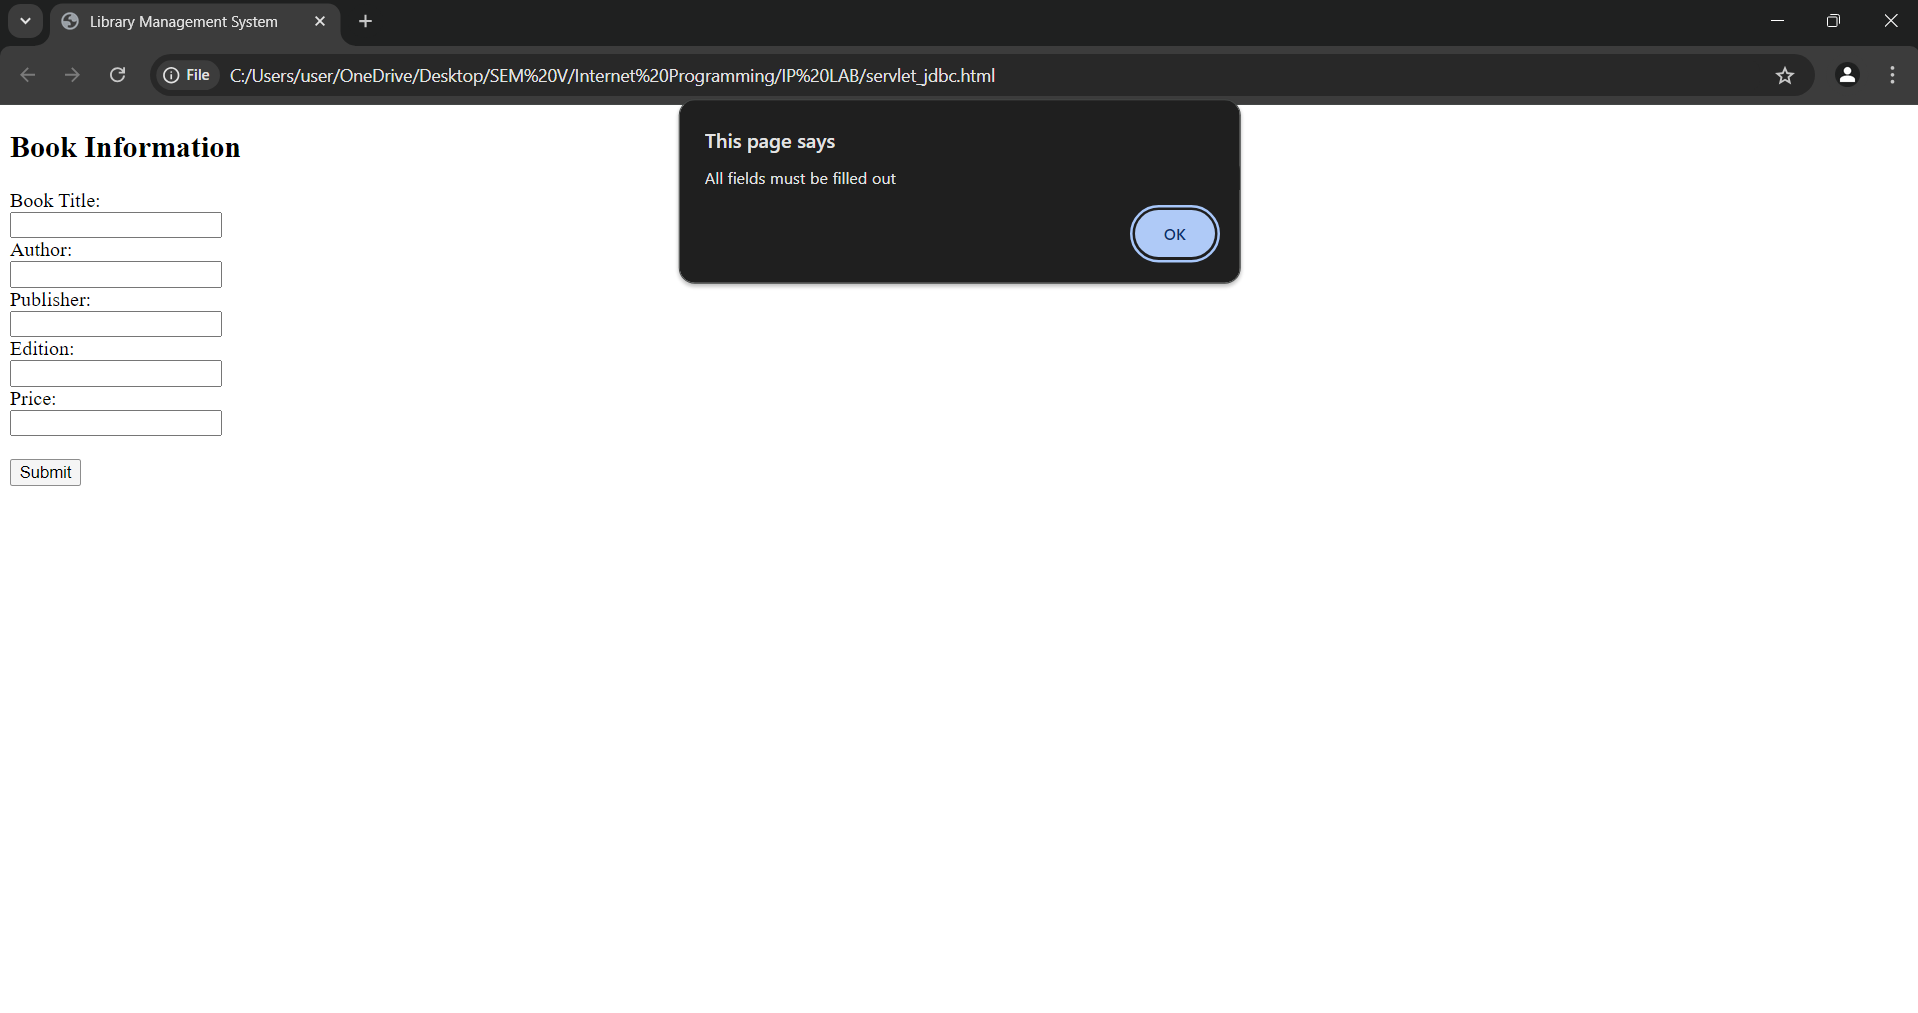 Library Management System
File
C:/Users/user/OneDrive/Desktop/SEM%20V/Internet%20Programming/IP%20LAB/servlet_jdbc.html
This page says
All fields must be filled out
OK
Book Information
Book Title:
Author:
Publisher:
Edition:
Price:
Submit